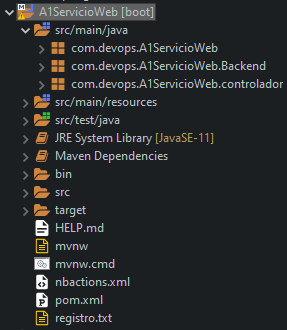 A1ServicioWeb [boot]
src/main/java
com.devops.A1ServicioWeb
com.devops.A1ServicioWeb.Backend
com.devops.A1ServicioWeb.controlador
src/main/resources
src/test/java
JRE System Library [JavaSE-11]
Maven Dependencies
bin
src
target
HELP.md
mvnw
mvnw.cmd
nbactions.xml
pom.xml
registro.txt